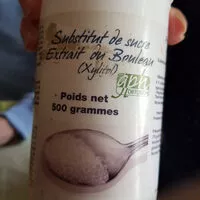 Substitut de sucre
Extrait du Bouleau
(Xylitol)
Poids net
500 grammes